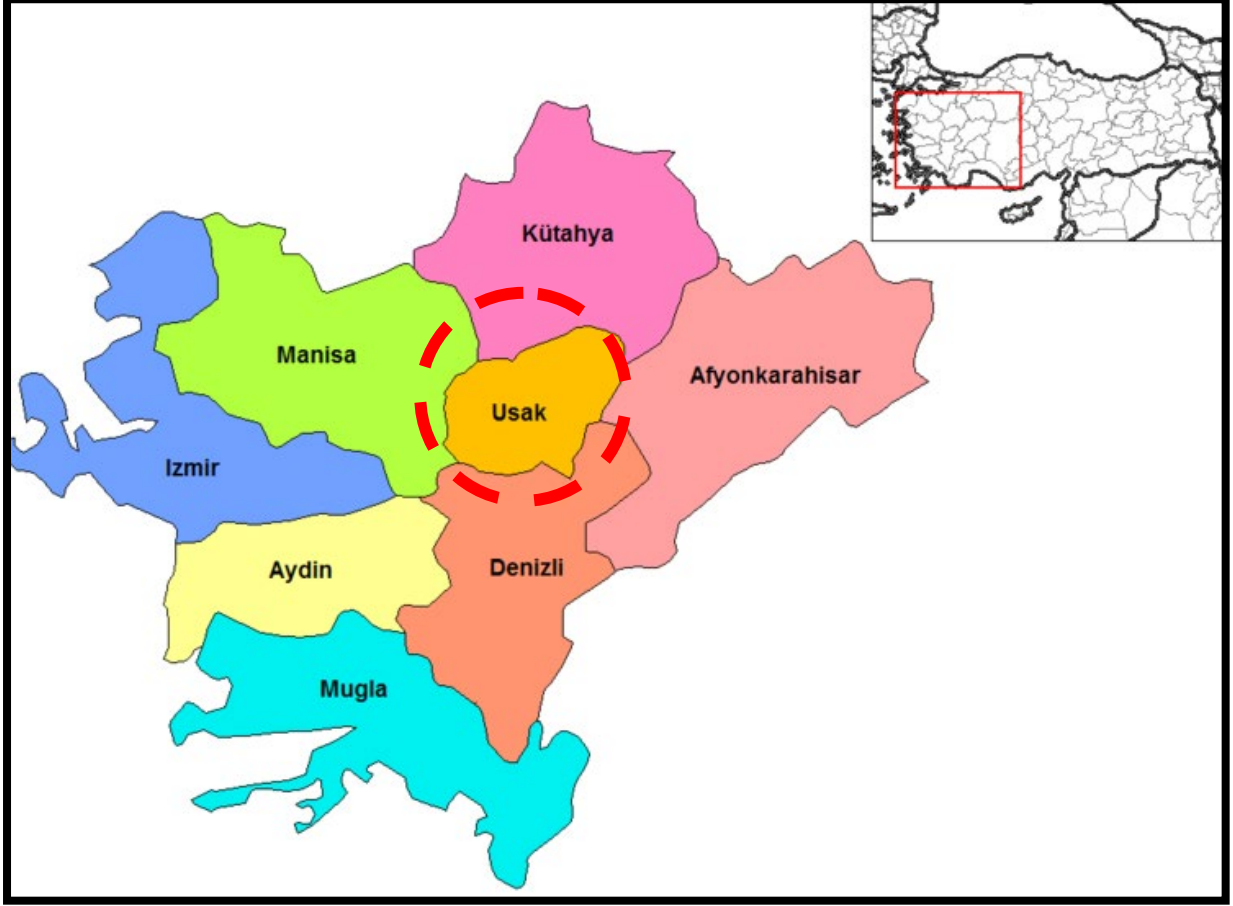 Kütahya
Manisa
Afyonkarahisar
Usak
Izmir
Aydin
Denizli
Mugla